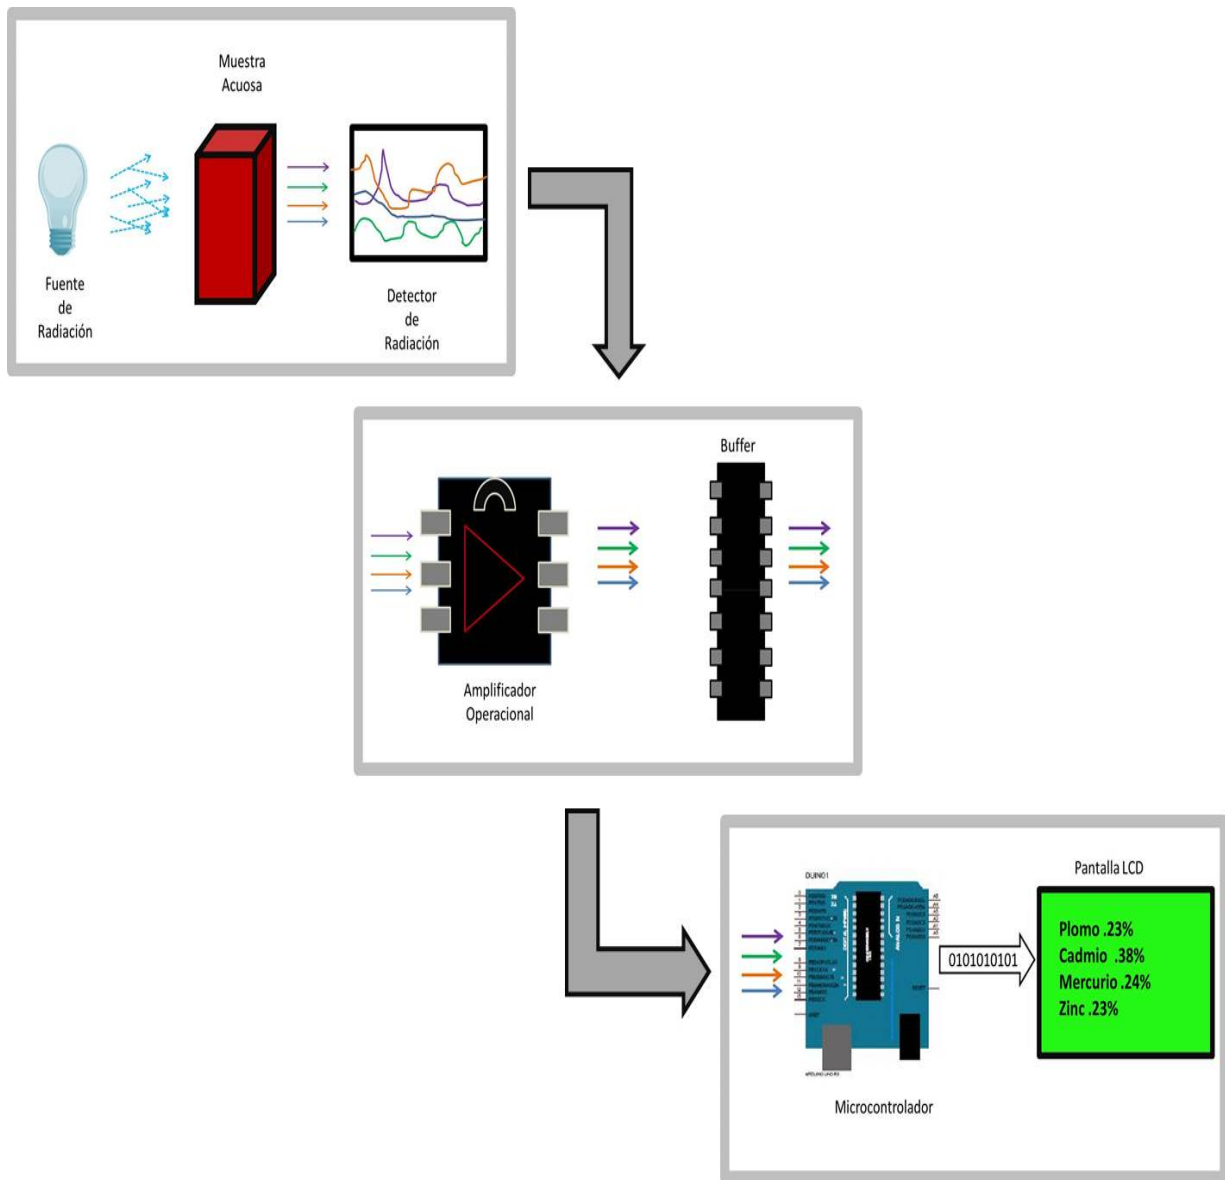 Muestra
Acuosa
Fuente
de
Radiación
Detector
de
Radiación
Buffer
Amplificador
Operacional
DUINO1
Pantalla LCD
Plomo .23%
Cadmio .38%
Mercurio .24%
Zinc .23%
0101010101
Microcontrolador